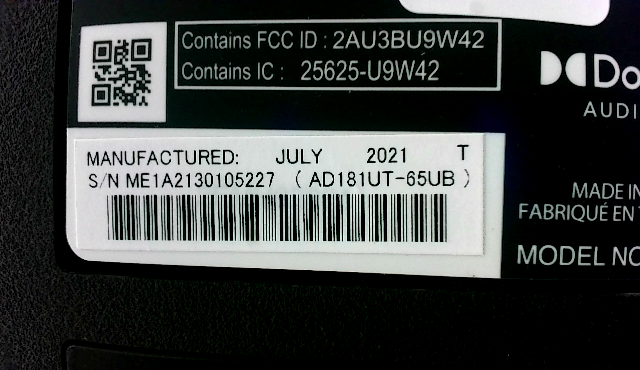 Contains FCC ID : 2AU3BU9W42
Contains IC : 25625-U9W42
MANUFACTURED: JULY 2021 T
S/N ME1A2130105227 ( AD181UT-65UB )
MADE IN
FABRIQUÉ EN
MODEL NO